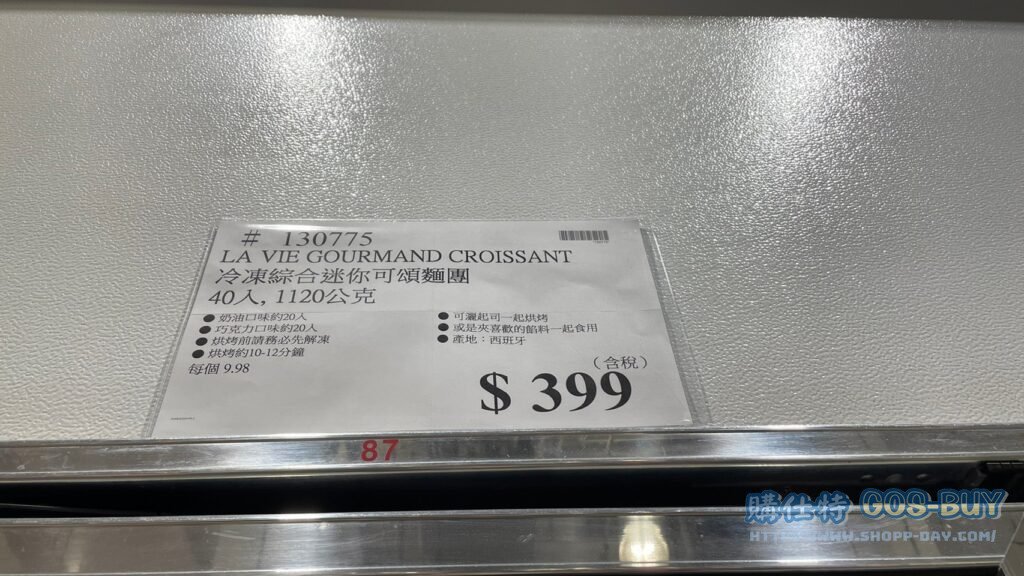 # 130775
LA VIE GOURMAND CROISSANT
冷凍綜合迷你可頌麵團
40入, 1120公克
● 奶油口味約20入
● 巧克力口味約20入
● 烘烤前請務必先解凍
● 烘烤約10-12分鐘
每個 9.98
● 可灑起司一起烘烤
● 或是夾喜歡的餡料一起食用
● 產地：西班牙
（含稅）
$ 399
87
購仕特 GOS-BUY
HTTP://WWW.SHOPP-DAY.COM/